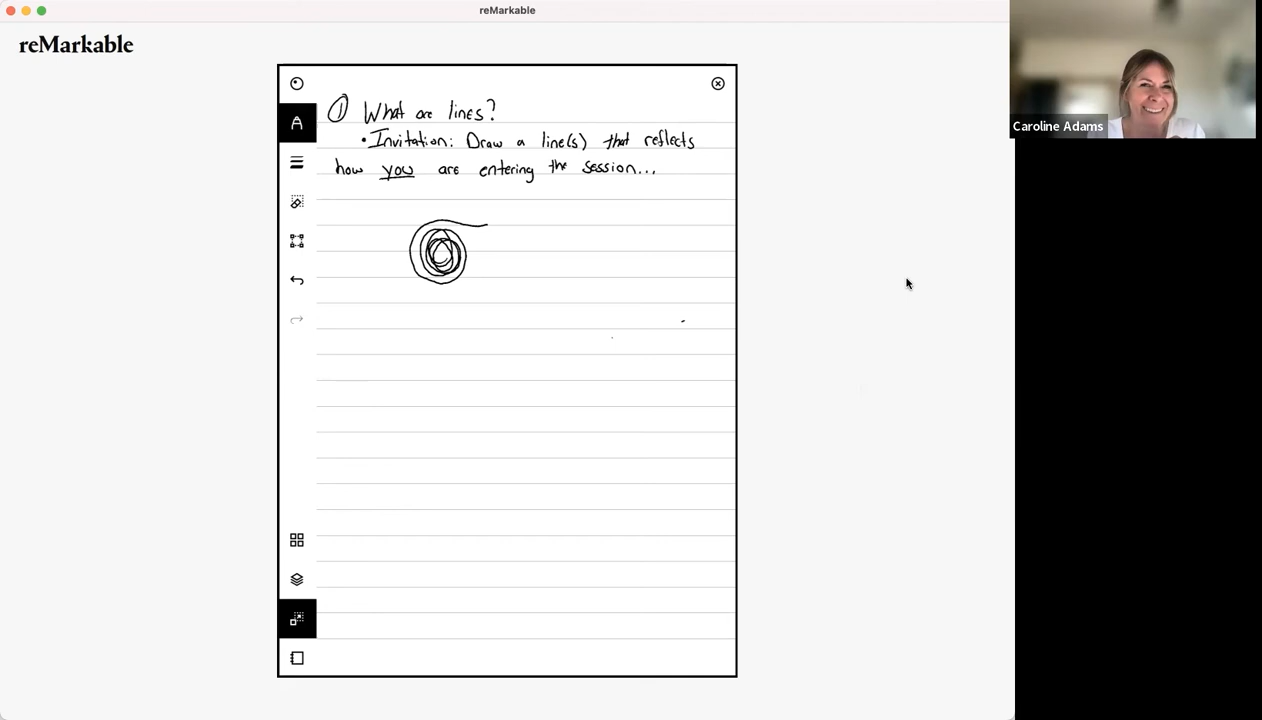 reMarkable
reMarkable
① What are lines?
• Invitation: Draw a line(s) that reflects
how you are entering the session...
Caroline Adams